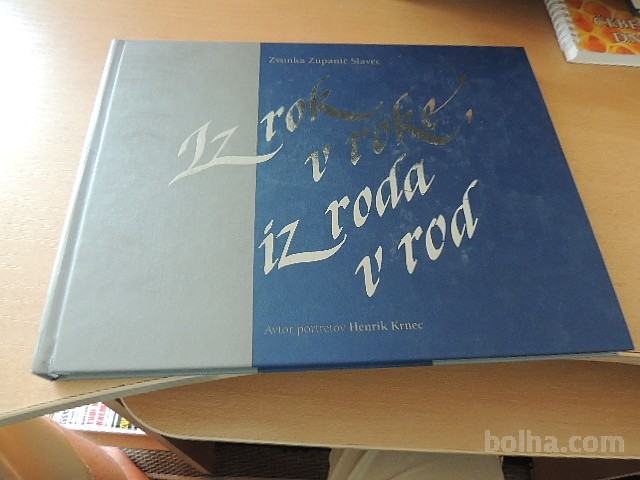 Zvonka Zupanič Slavec
Iz rok
v roke,
iz roda
v rod
Avtor portretov Henrik Krnec
bolha.com